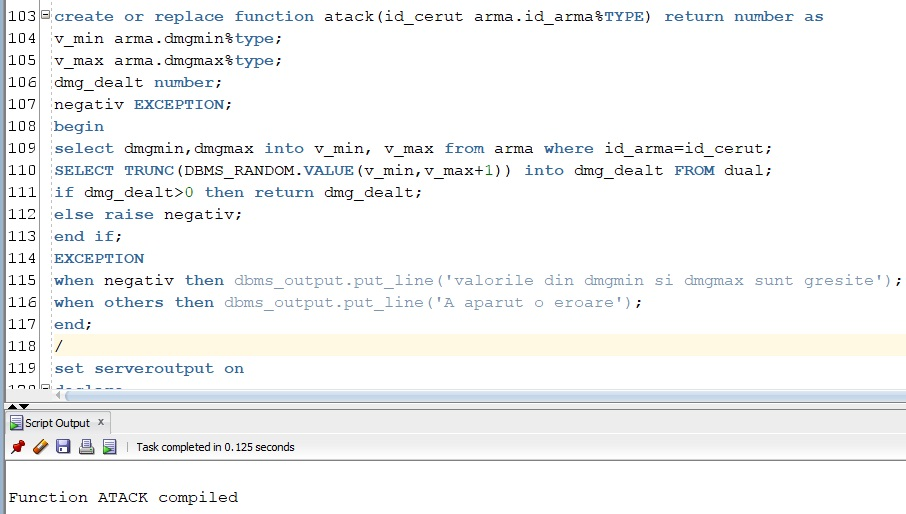 103 create or replace function atack(id_cerut arma.id_arma%TYPE) return number as
104 v_min arma.dmgmin%type;
105 v_max arma.dmgmax%type;
106 dmg_dealt number;
107 negativ EXCEPTION;
108 begin
109 select dmgmin,dmgmax into v_min, v_max from arma where id_arma=id_cerut;
110 SELECT TRUNC(DBMS_RANDOM.VALUE(v_min,v_max+1)) into dmg_dealt FROM dual;
111 if dmg_dealt>0 then return dmg_dealt;
112 else raise negativ;
113 end if;
114 EXCEPTION
115 when negativ then dbms_output.put_line('valorile din dmgmin si dmgmax sunt gresite');
116 when others then dbms_output.put_line('A aparut o eroare');
117 end;
118 /
119 set serveroutput on
Script Output x
Task completed in 0.125 seconds
Function ATACK compiled